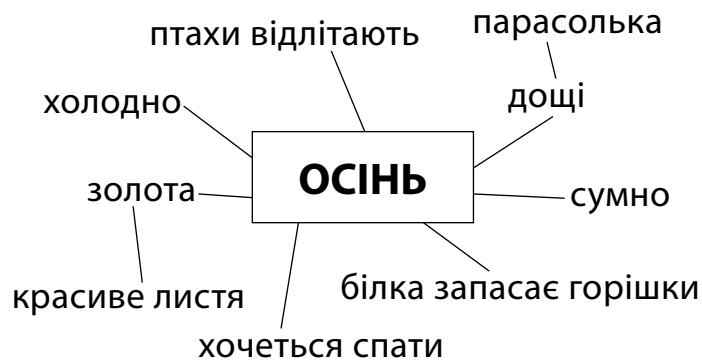 парасолька
птахи відлітають
дощі
холодно
ОСІНЬ
золота
сумно
красиве листя
білка запасає горішки
хочеться спати